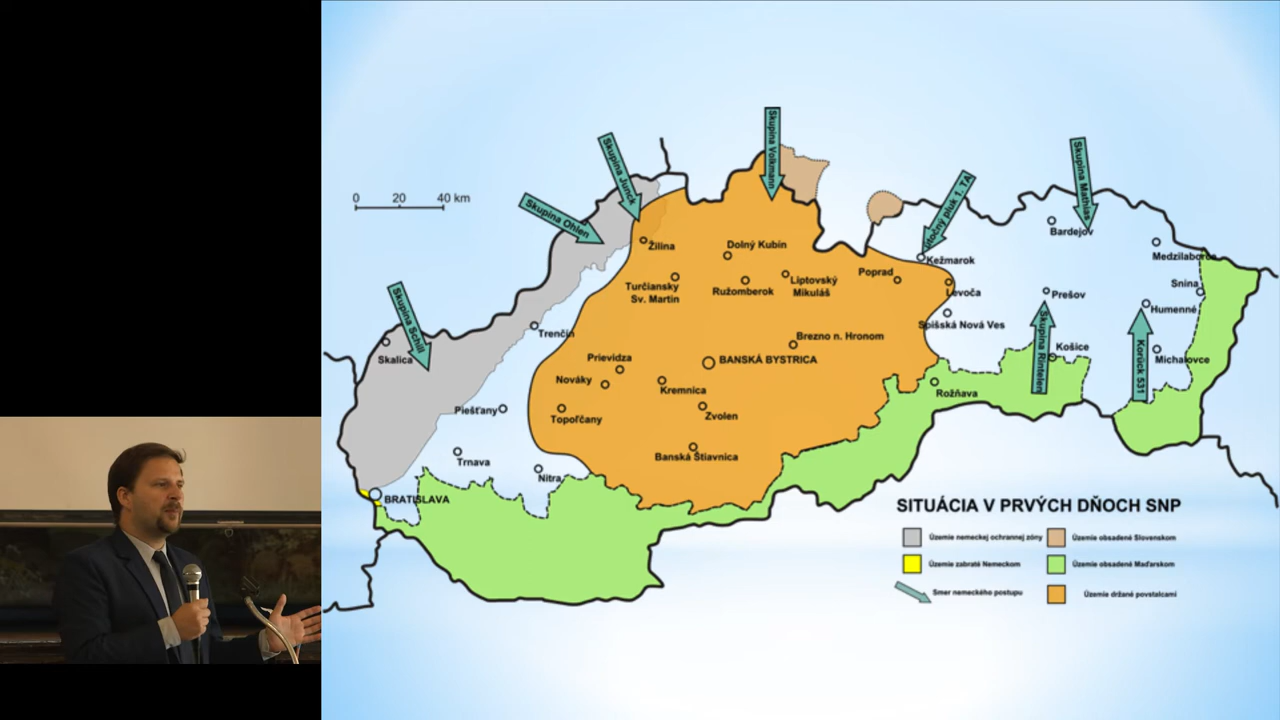 Skupina Volkmann
Skupina Junck
Skupina Mathias
Útočný pluk 1. TA
0 20 40 km
Skupina Ohlen
Bardejov
Žilina
Dolný Kubín
Medzilaborce
Kežmarok
Poprad
Turčiansky
Sv. Martin
Ružomberok
Liptovský
Mikuláš
Levoča
Prešov
Snina
Humenné
Skupina Schill
Trenčín
Spišská Nová Ves
Brezno n. Hronom
Skupina Rintelen
Košice
Korück 531
Michalovce
Skalica
Prievidza
BANSKÁ BYSTRICA
Nováky
Kremnica
Rožňava
Piešťany
Topoľčany
Zvolen
Trnava
Banská Štiavnica
Nitra
BRATISLAVA
SITUÁCIA V PRVÝCH DŇOCH SNP
Územie nemeckej ochrannej zóny
Územie obsadené Slovenskom
Územie zabraté Nemeckom
Územie obsadené Maďarskom
Smer nemeckého postupu
Územie držané povstalcami